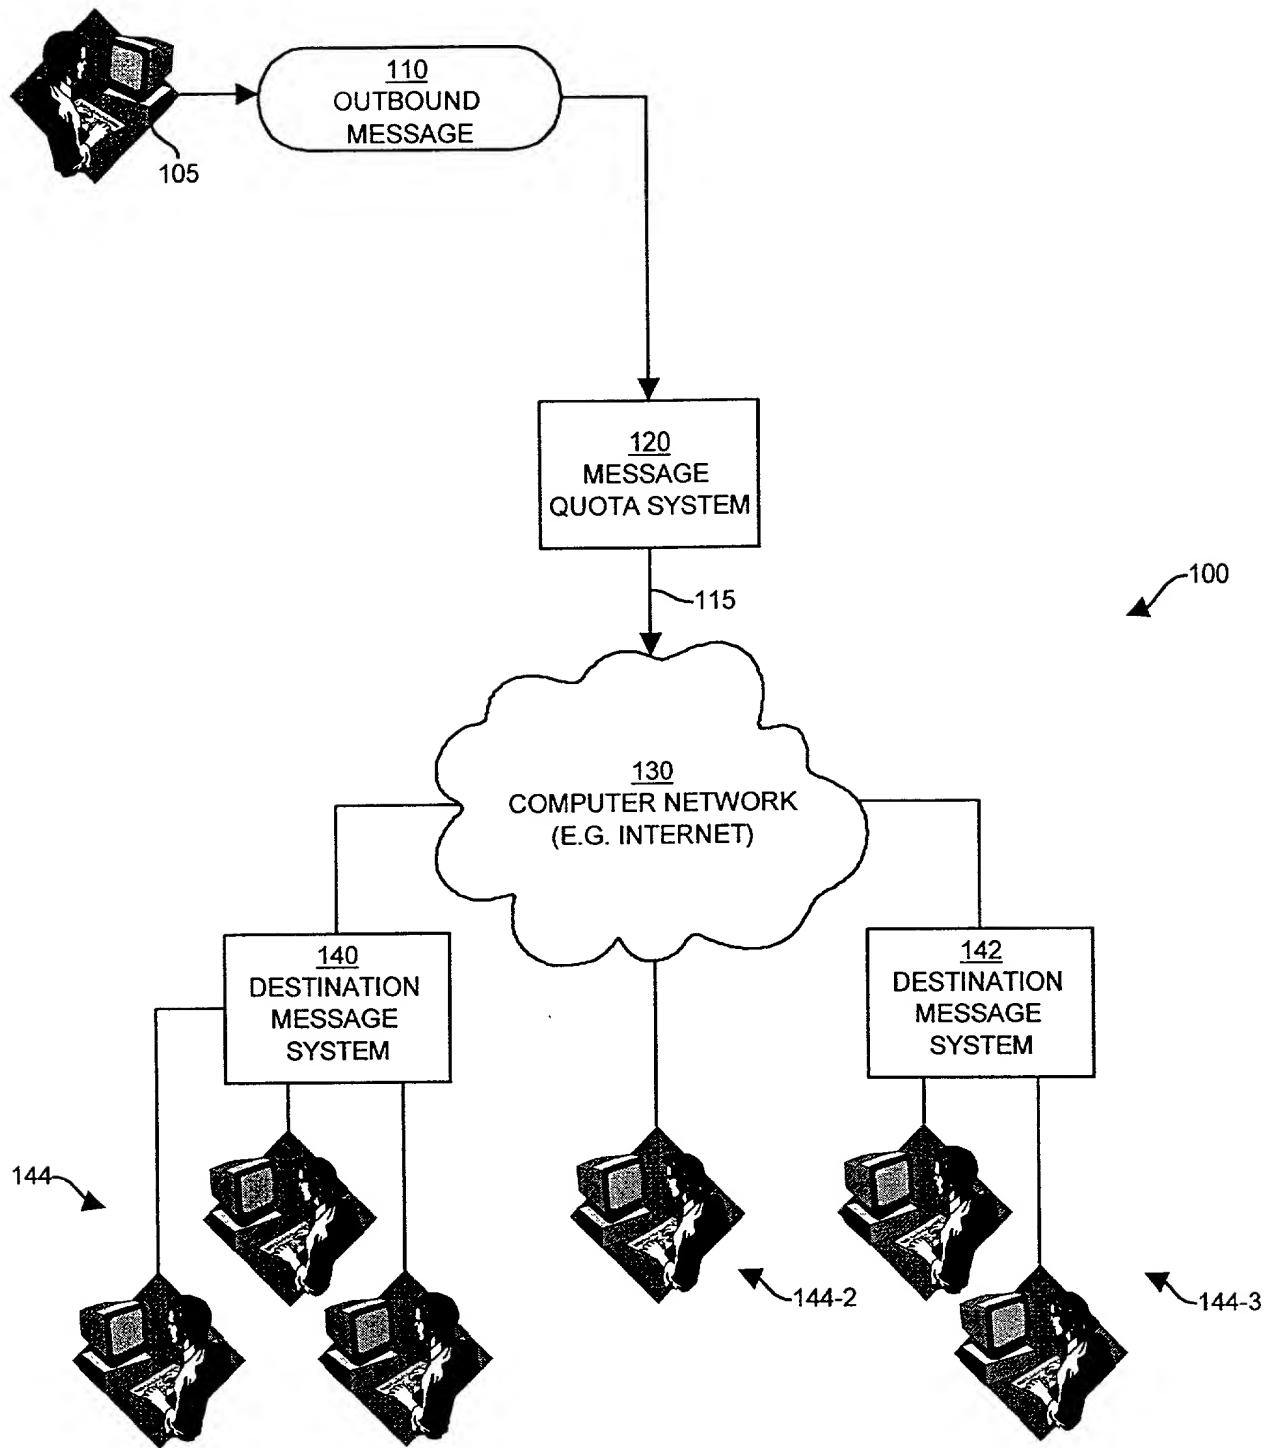 110
OUTBOUND
MESSAGE
105
120
MESSAGE
QUOTA SYSTEM
115
100
130
COMPUTER NETWORK
(E.G. INTERNET)
140
DESTINATION
MESSAGE
SYSTEM
142
DESTINATION
MESSAGE
SYSTEM
144
144-2
144-3